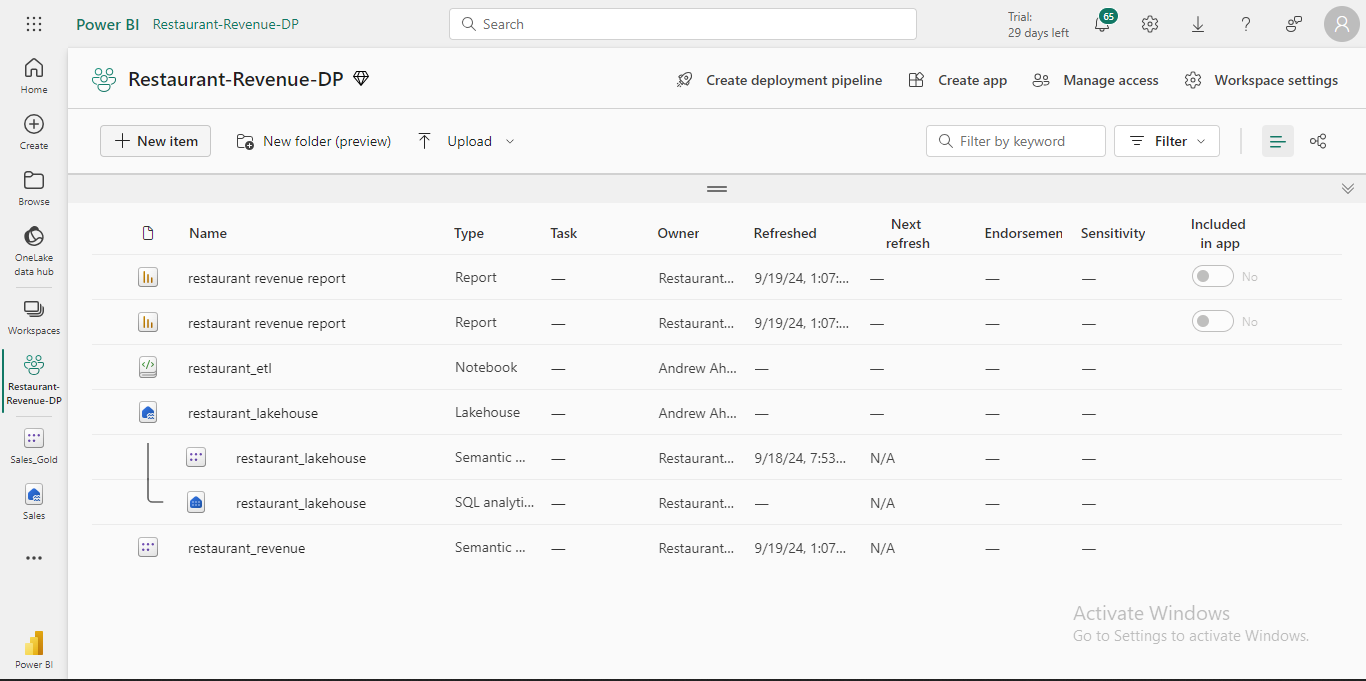 Power BI Restaurant-Revenue-DP Search Trial: 65
29 days left
Home
Create
Browse
OneLake
data hub
Workspaces
Restaurant-
Revenue-DP
Sales_Gold
Sales
Power BI
Restaurant-Revenue-DP Create deployment pipeline Create app Manage access Workspace settings
New item New folder (preview) Upload Filter by keyword Filter
Name Type Task Owner Refreshed Next refresh Endorsemen Sensitivity Included in app
restaurant revenue report Report — Restaurant... 9/19/24, 1:07:... — — — No
restaurant revenue report Report — Restaurant... 9/19/24, 1:07:... — — — No
restaurant_etl Notebook — Andrew Ah... — — — —
restaurant_lakehouse Lakehouse — Andrew Ah... — — — —
restaurant_lakehouse Semantic ... — Restaurant... 9/18/24, 7:53... N/A — —
restaurant_lakehouse SQL analyti... — Restaurant... — N/A — —
restaurant_revenue Semantic ... — Restaurant... 9/19/24, 1:07... N/A — —
Activate Windows
Go to Settings to activate Windows.